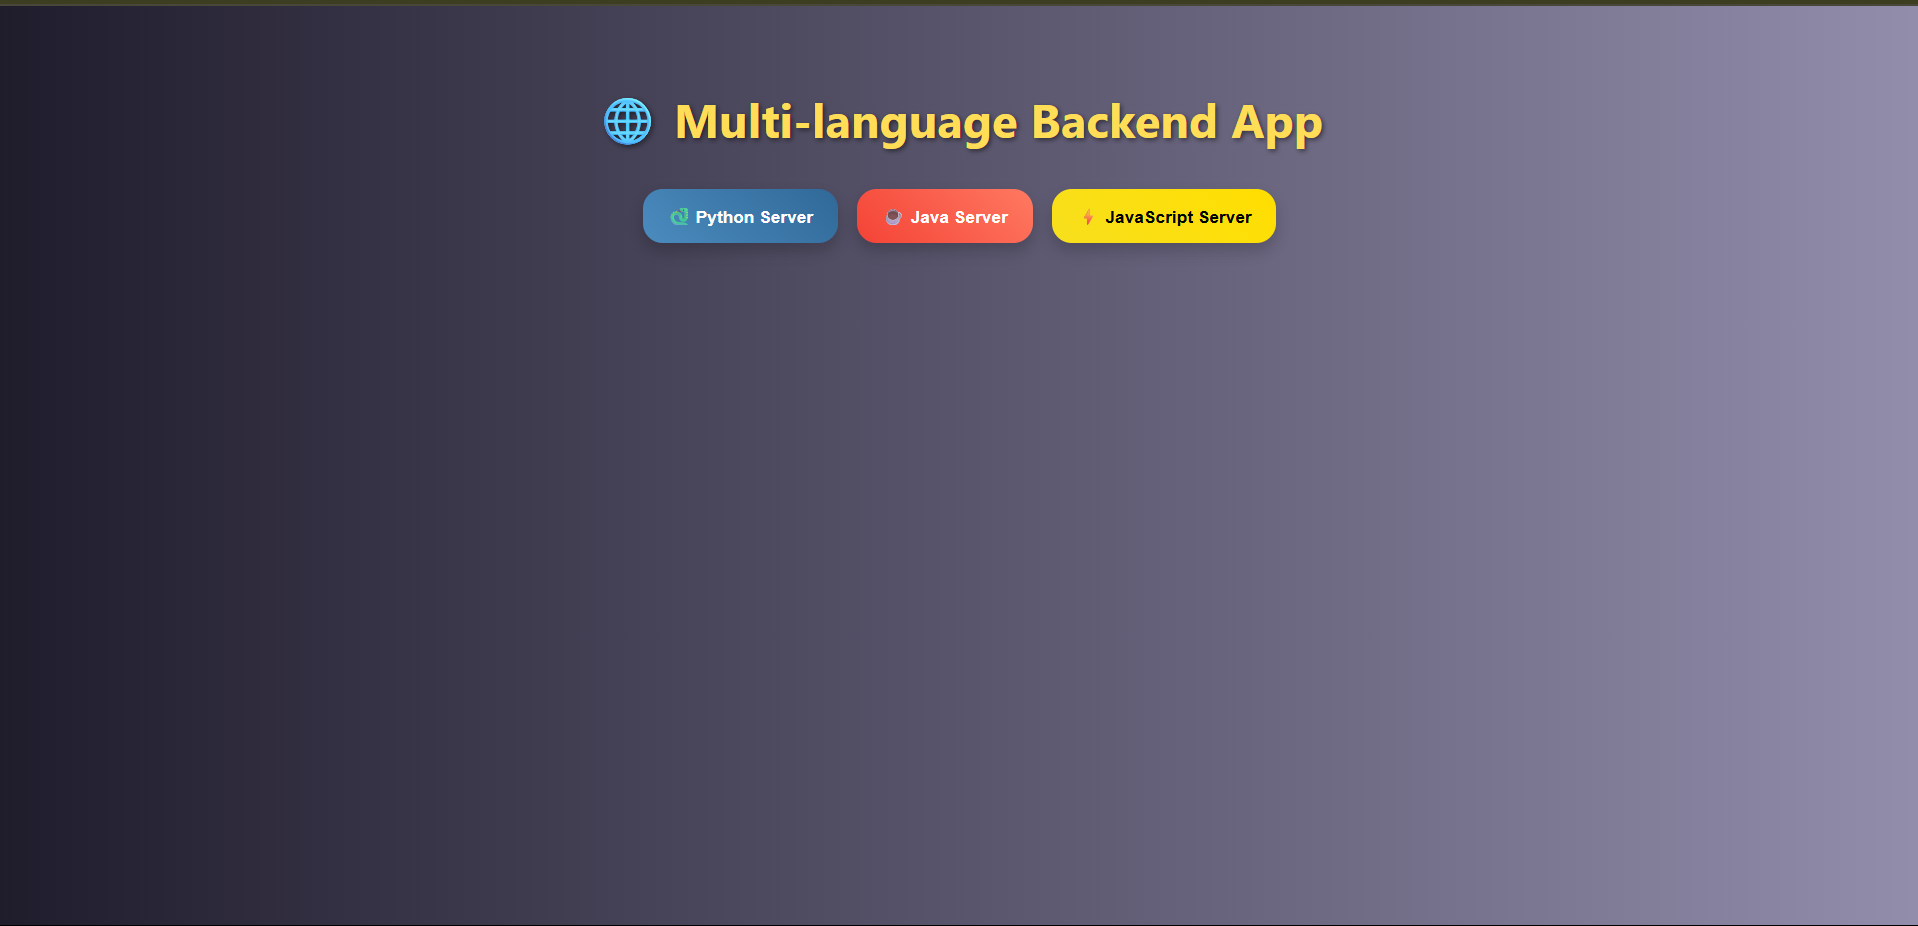 🌐 Multi-language Backend App
🐍 Python Server
☕ Java Server
⚡ JavaScript Server